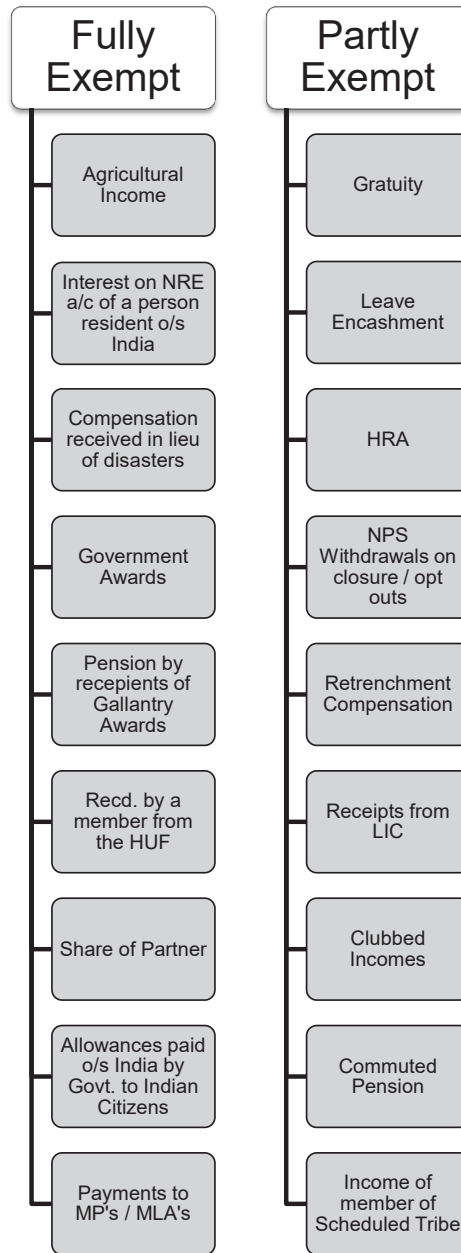 Fully
Exempt
Agricultural
Income
Interest on NRE
a/c of a person
resident o/s
India
Compensation
received in lieu
of disasters
Government
Awards
Pension by
recepients of
Gallantry
Awards
Recd. by a
member from
the HUF
Share of Partner
Allowances paid
o/s India by
Govt. to Indian
Citizens
Payments to
MP's / MLA's
Partly
Exempt
Gratuity
Leave
Encashment
HRA
NPS
Withdrawals on
closure / opt
outs
Retrenchment
Compensation
Receipts from
LIC
Clubbed
Incomes
Commuted
Pension
Income of
member of
Scheduled Tribe